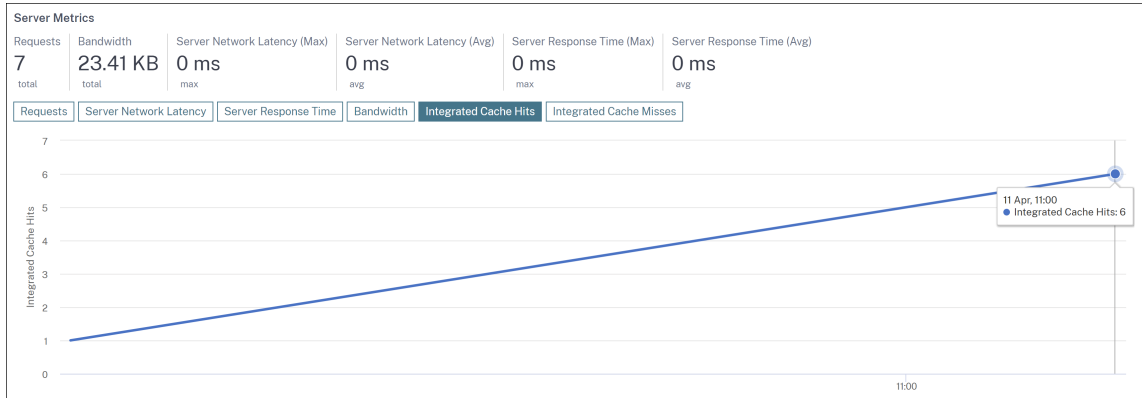 Server Metrics
Requests Bandwidth Server Network Latency (Max) Server Network Latency (Avg) Server Response Time (Max) Server Response Time (Avg)
7 23.41 KB 0 ms 0 ms 0 ms 0 ms
total total max avg max avg
Requests Server Network Latency Server Response Time Bandwidth Integrated Cache Hits Integrated Cache Misses
7
6
5
4
3
2
1
0
Integrated Cache Hits
11 Apr, 11:00
Integrated Cache Hits: 6
11:00